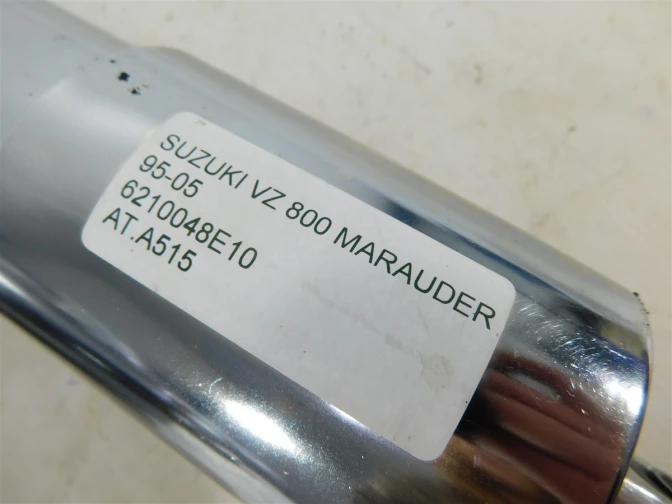 SUZUKI VZ 800 MARAUDER
95-05
6210048E10
AT.A515